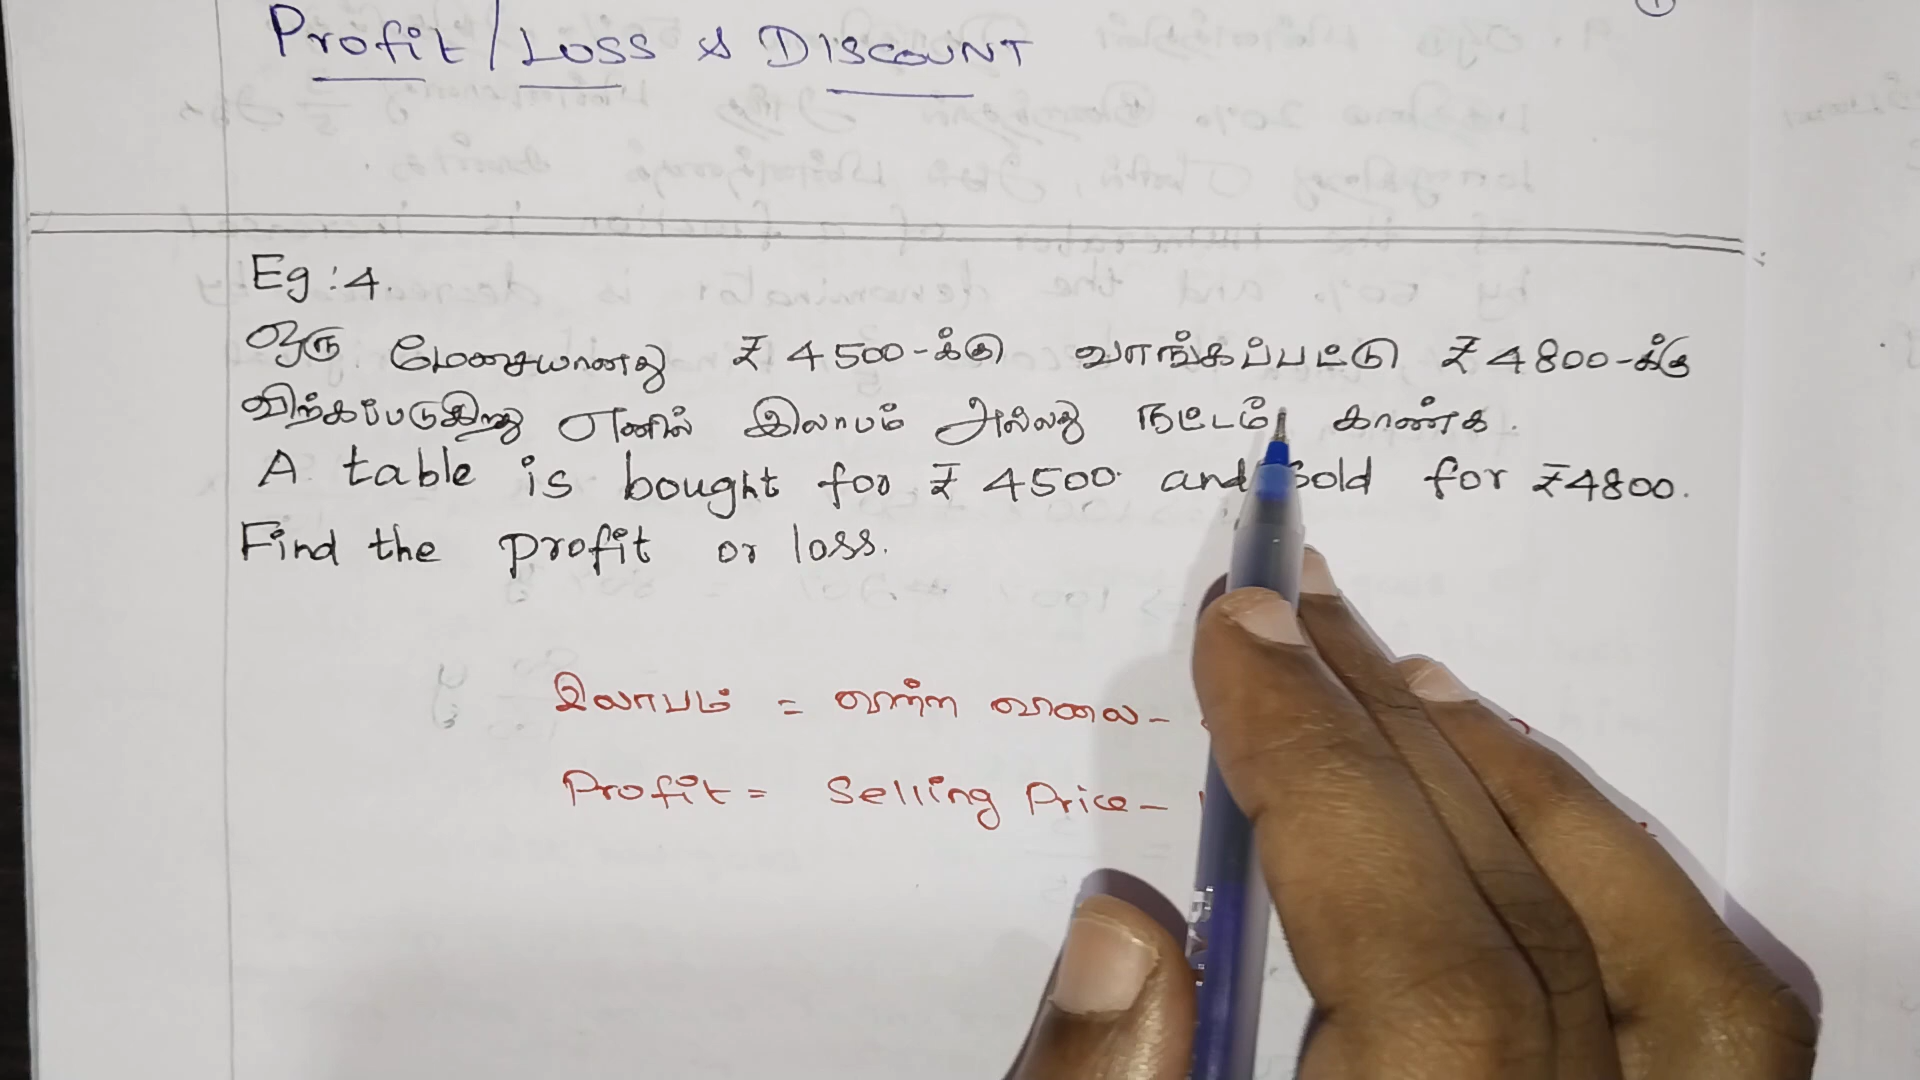 Profit/Loss & DISCOUNT
Eg:4.
ஒரு மேசையானது ₹4500-க்கு வாங்கப்பட்டு ₹4800-க்கு
விற்கப்படுகிறது எனில் இலாபம் அல்லது நட்டம் காண்க.
A table is bought for ₹4500 and Sold for ₹4800.
Find the profit or loss.
இலாபம் = விற்ற விலை -
Profit = Selling Price -